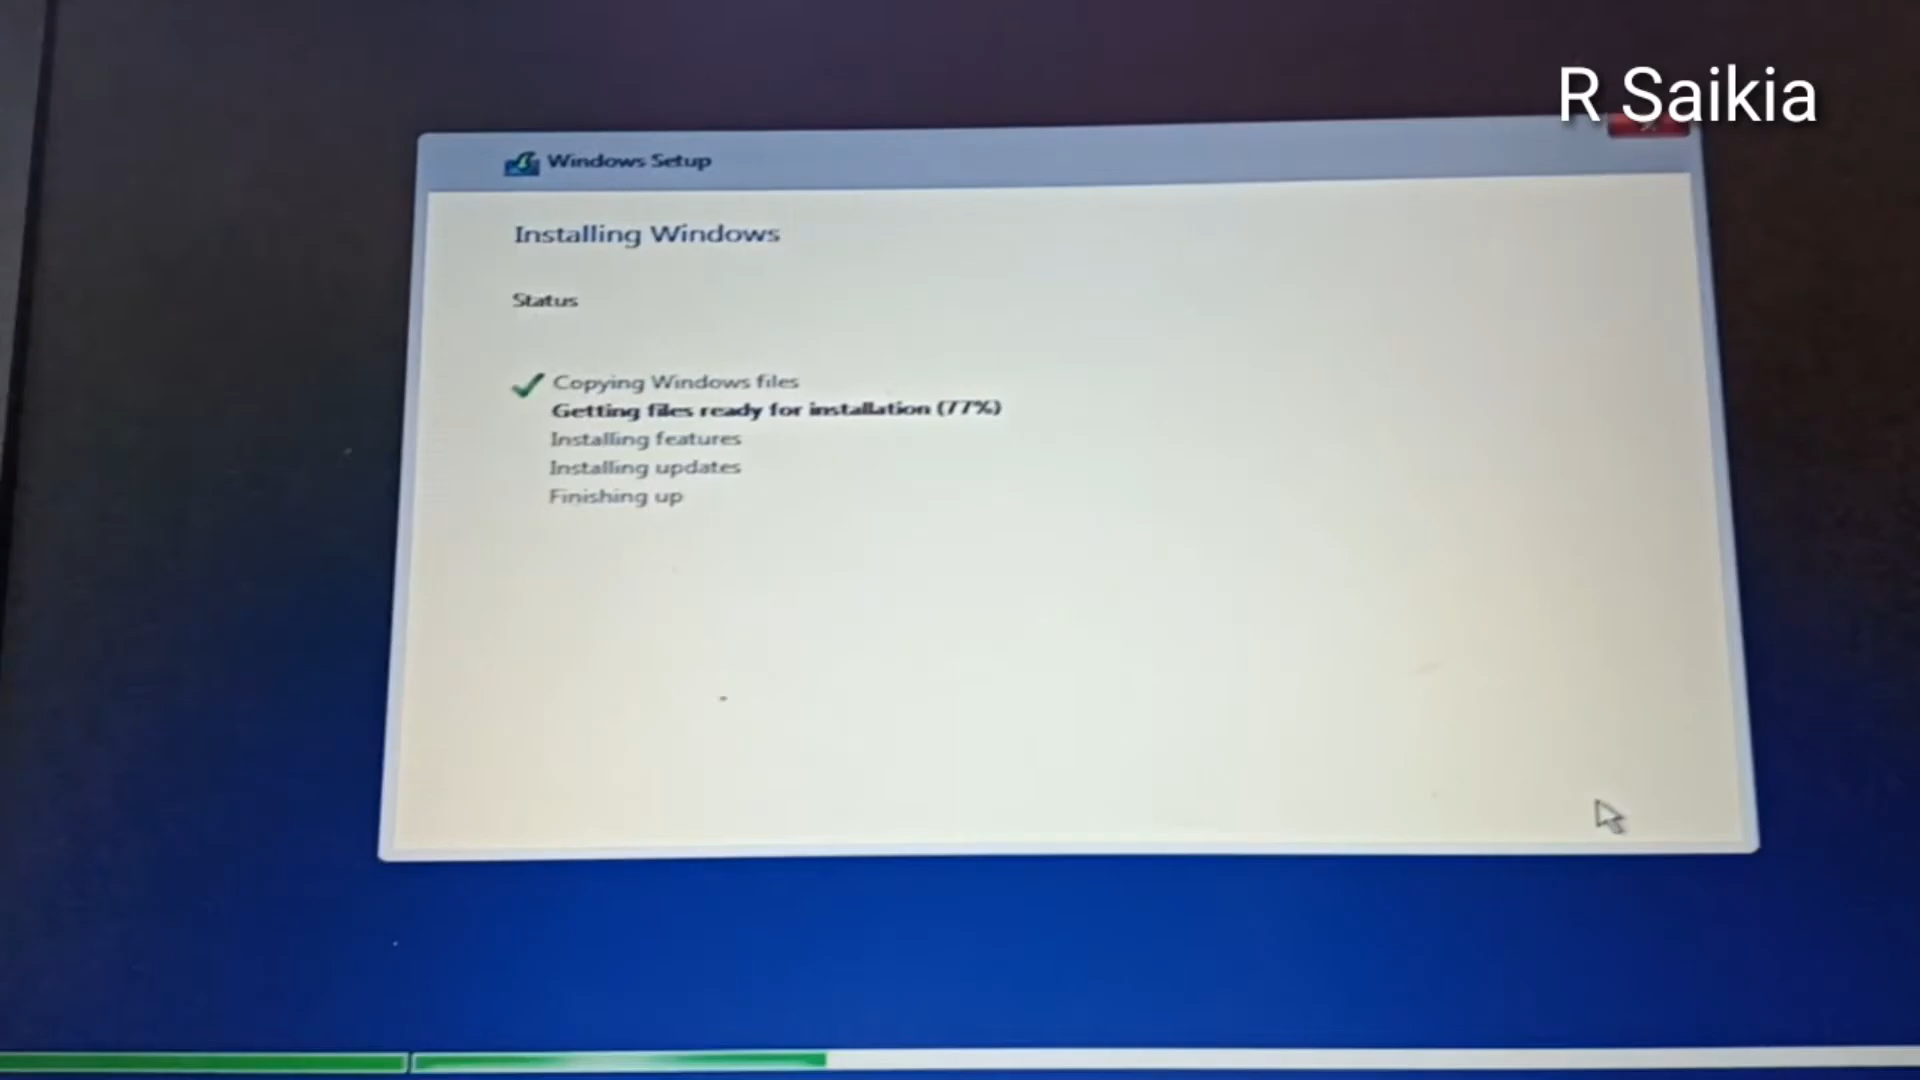 R Saikia
Windows Setup
Installing Windows
Status
Copying Windows files
Getting files ready for installation (77%)
Installing features
Installing updates
Finishing up